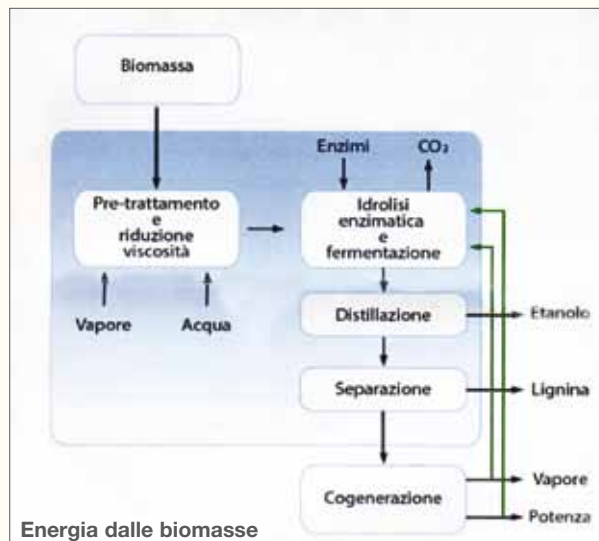 Biomassa
Enzimi
CO₂
Pre-trattamento
e
riduzione
viscosità
Idrolisi
enzimatica
e
fermentazione
Vapore
Acqua
Distillazione
Etanolo
Separazione
Lignina
Cogenerazione
Vapore
Potenza
Energia dalle biomasse